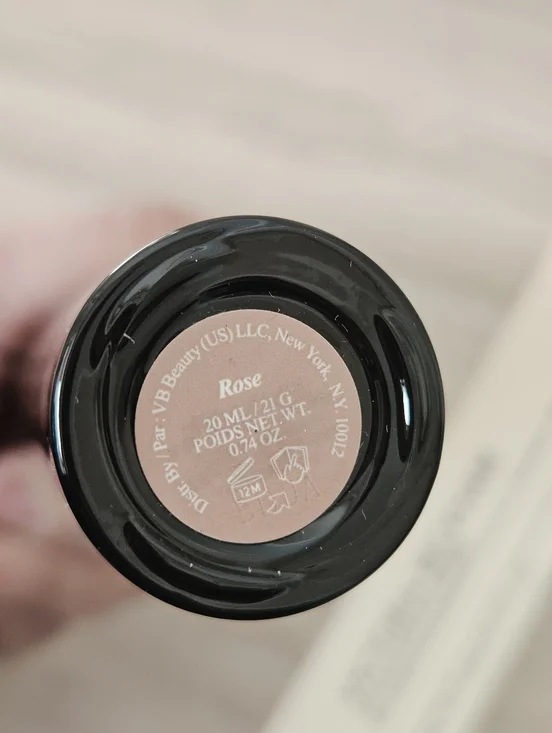 Distr. By / Par: VB Beauty (US) LLC, New York, N.Y. 10012
Rose
20 ML / 21 G
POIDS NET.WT.
0.74 OZ.
12M